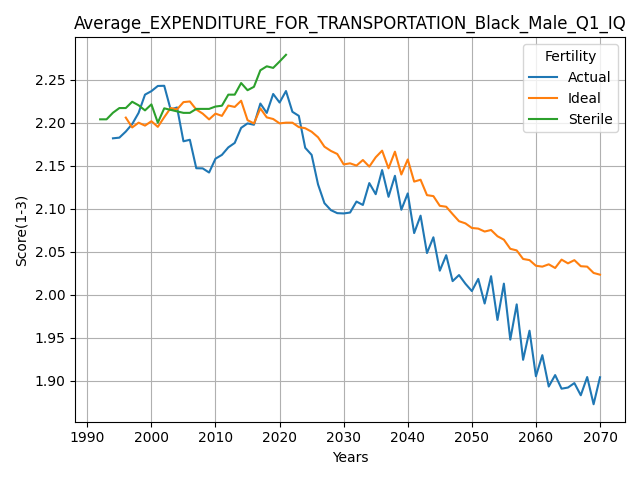 Average_EXPENDITURE_FOR_TRANSPORTATION_Black_Male_Q1_IQ
Fertility
Actual
Ideal
Sterile
Score(1-3)
2.25
2.20
2.15
2.10
2.05
2.00
1.95
1.90
1990 2000 2010 2020 2030 2040 2050 2060 2070
Years